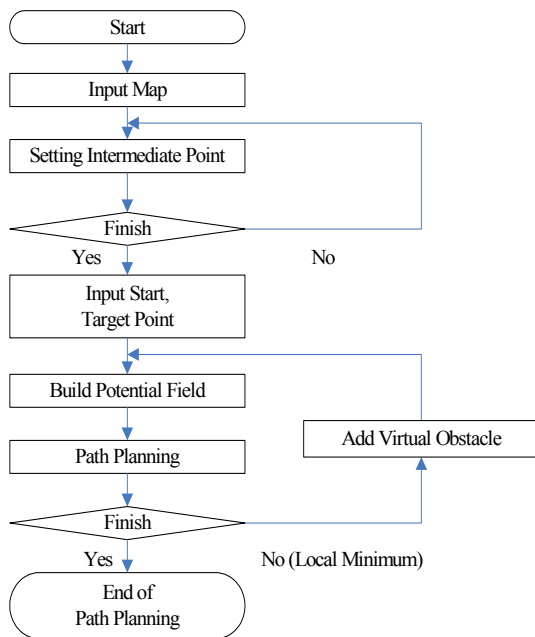 Start
Input Map
Setting Intermediate Point
Finish
Yes
No
Input Start,
Target Point
Build Potential Field
Add Virtual Obstacle
Path Planning
Finish
Yes
No (Local Minimum)
End of
Path Planning